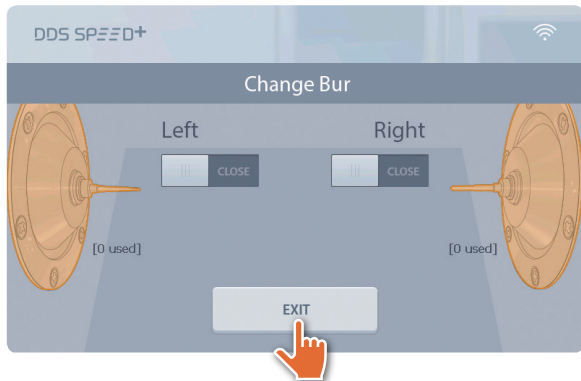 DDS SPEED+
Change Bur
Left Right
CLOSE CLOSE
[0 used] [0 used]
EXIT